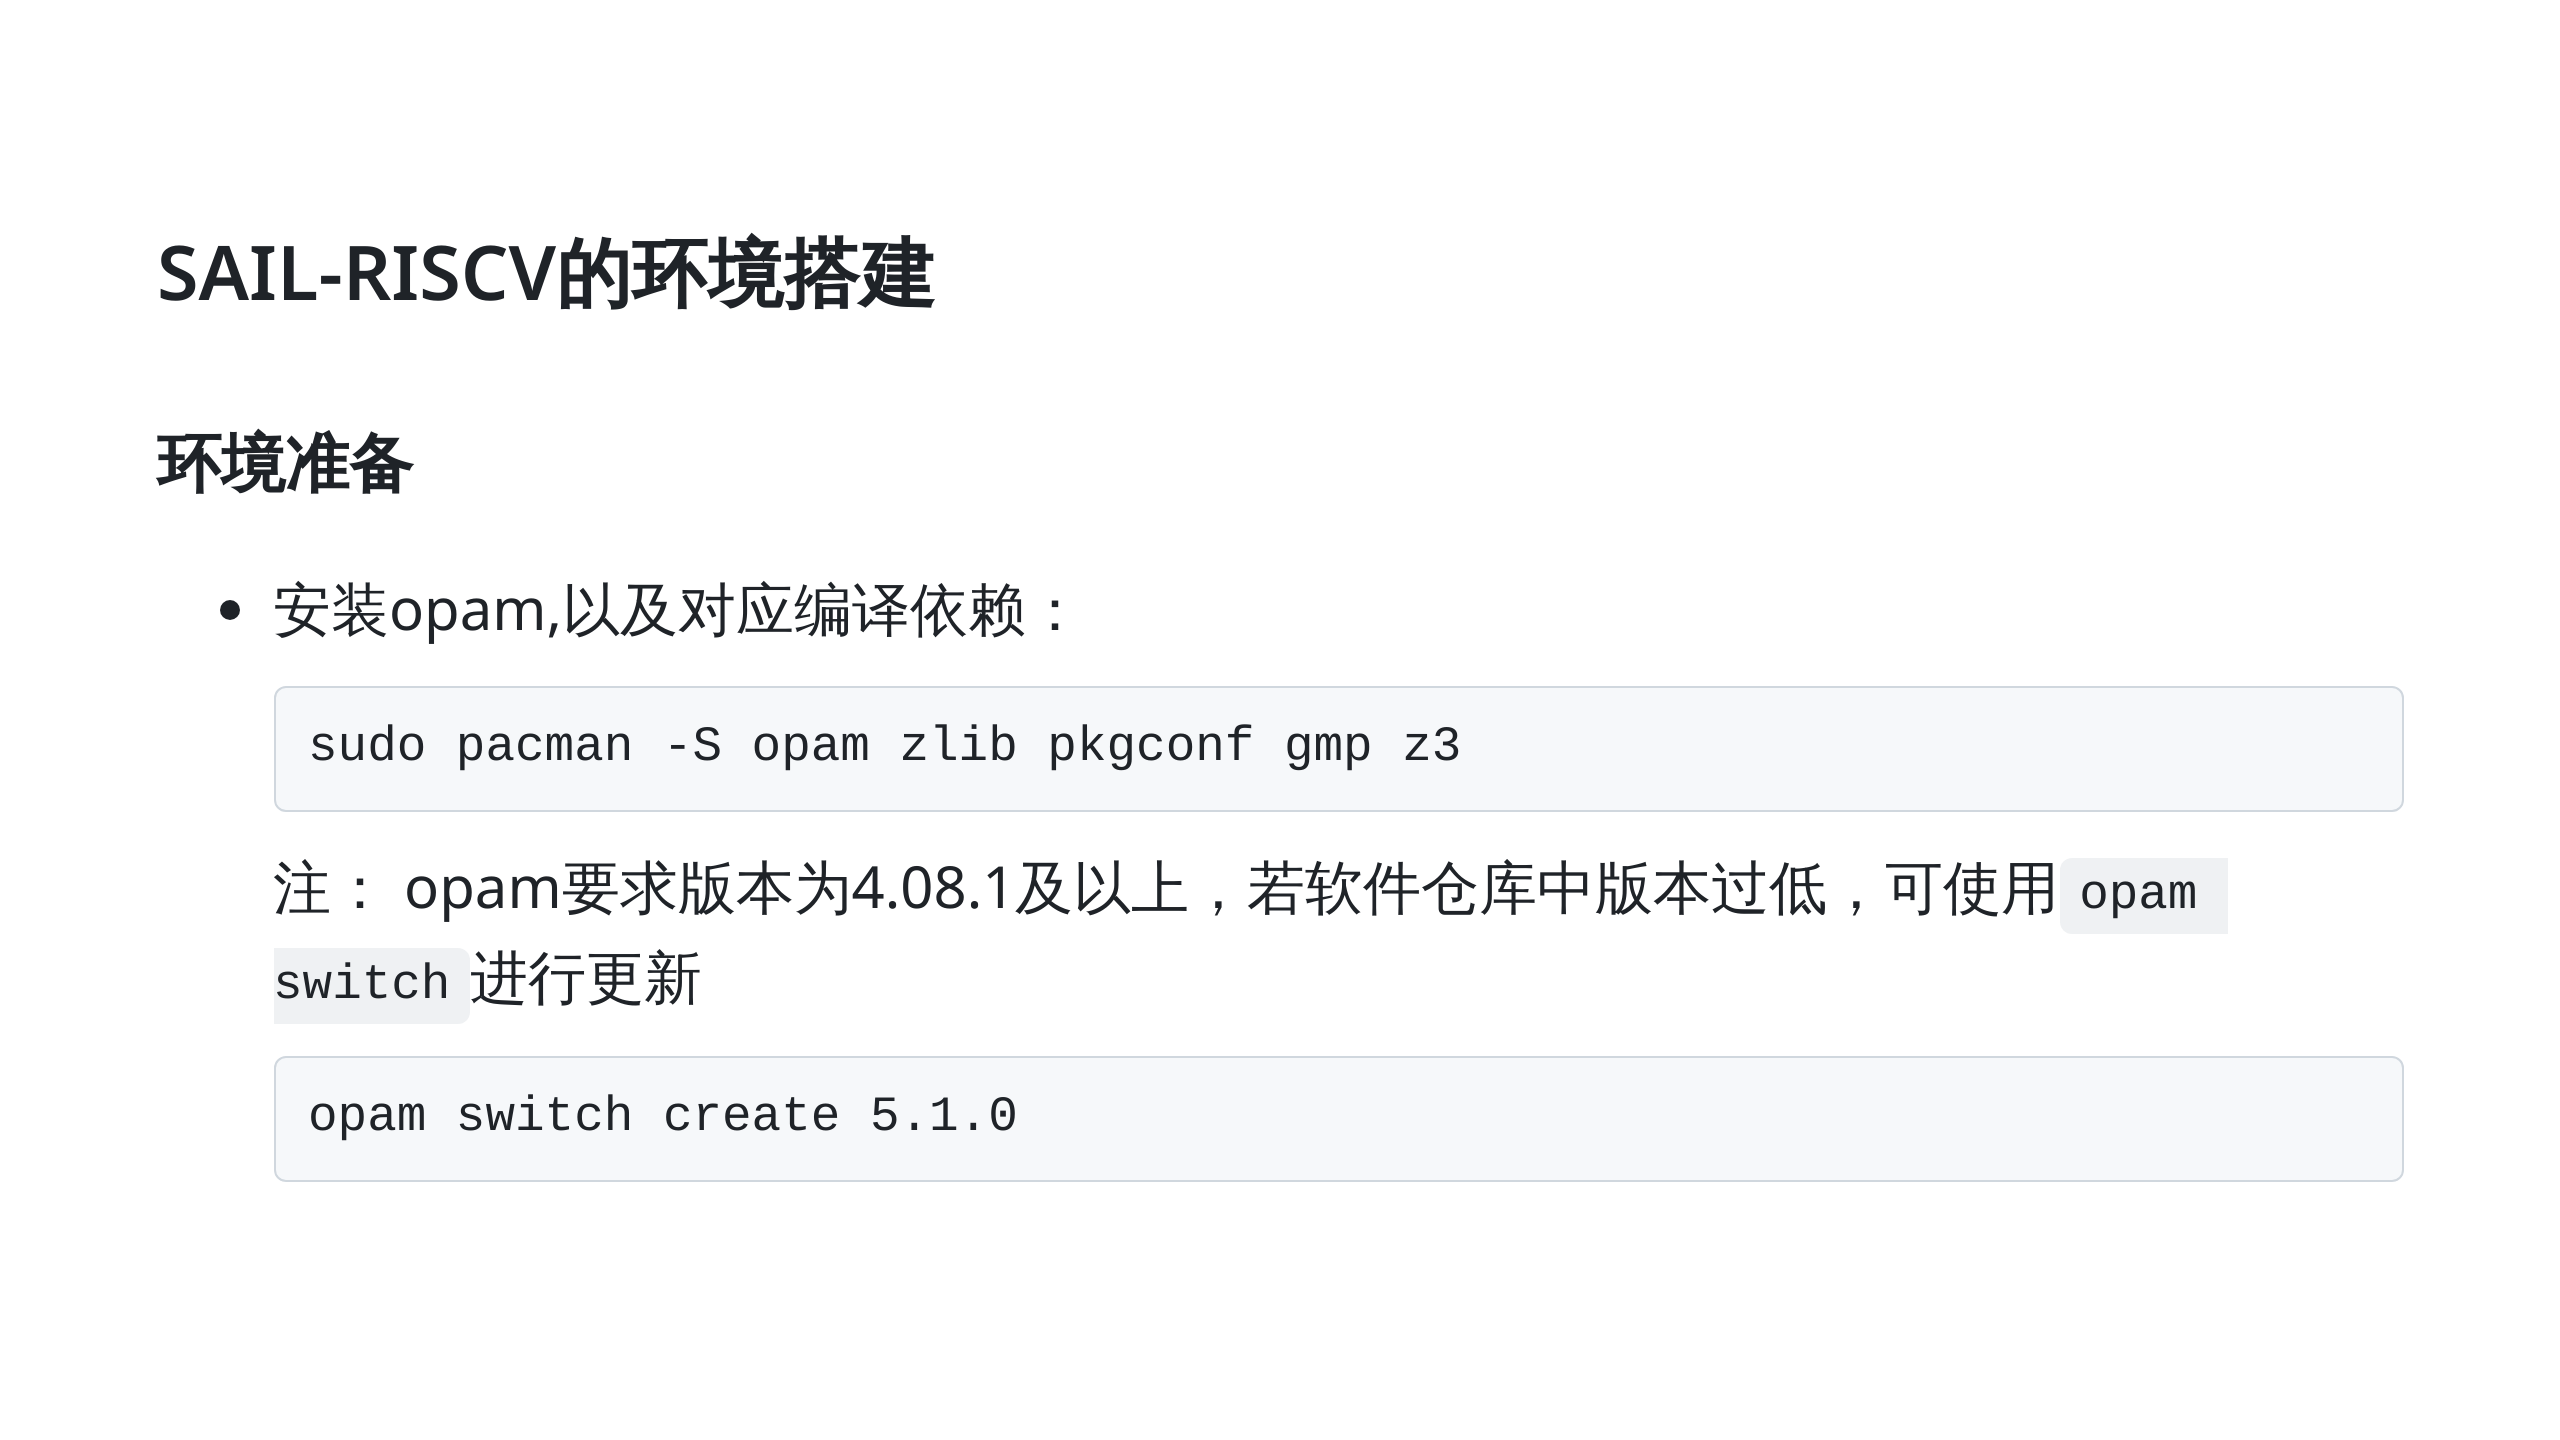 SAIL-RISCV的环境搭建
环境准备
安装opam,以及对应编译依赖：
sudo pacman -S opam zlib pkgconf gmp z3
注： opam要求版本为4.08.1及以上，若软件仓库中版本过低，可使用opam
switch进行更新
opam switch create 5.1.0